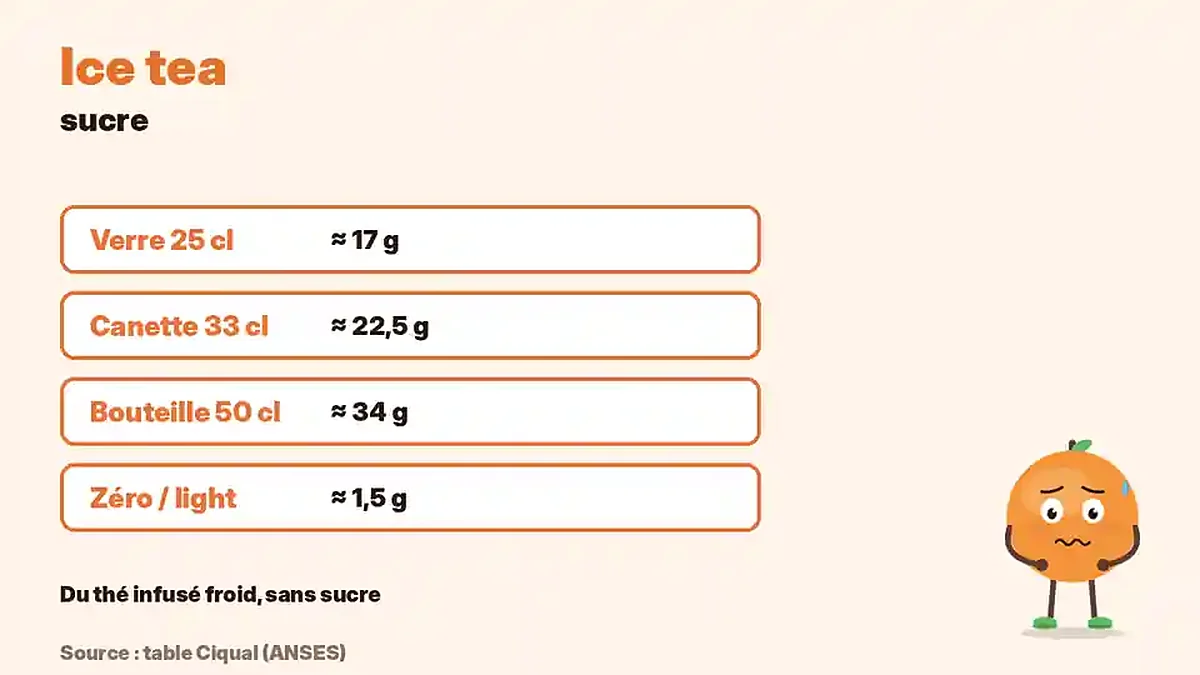 Ice tea
sucre
Verre 25 cl ≈ 17 g
Canette 33 cl ≈ 22,5 g
Bouteille 50 cl ≈ 34 g
Zéro / light ≈ 1,5 g
Du thé infusé froid, sans sucre
Source : table Ciqual (ANSES)